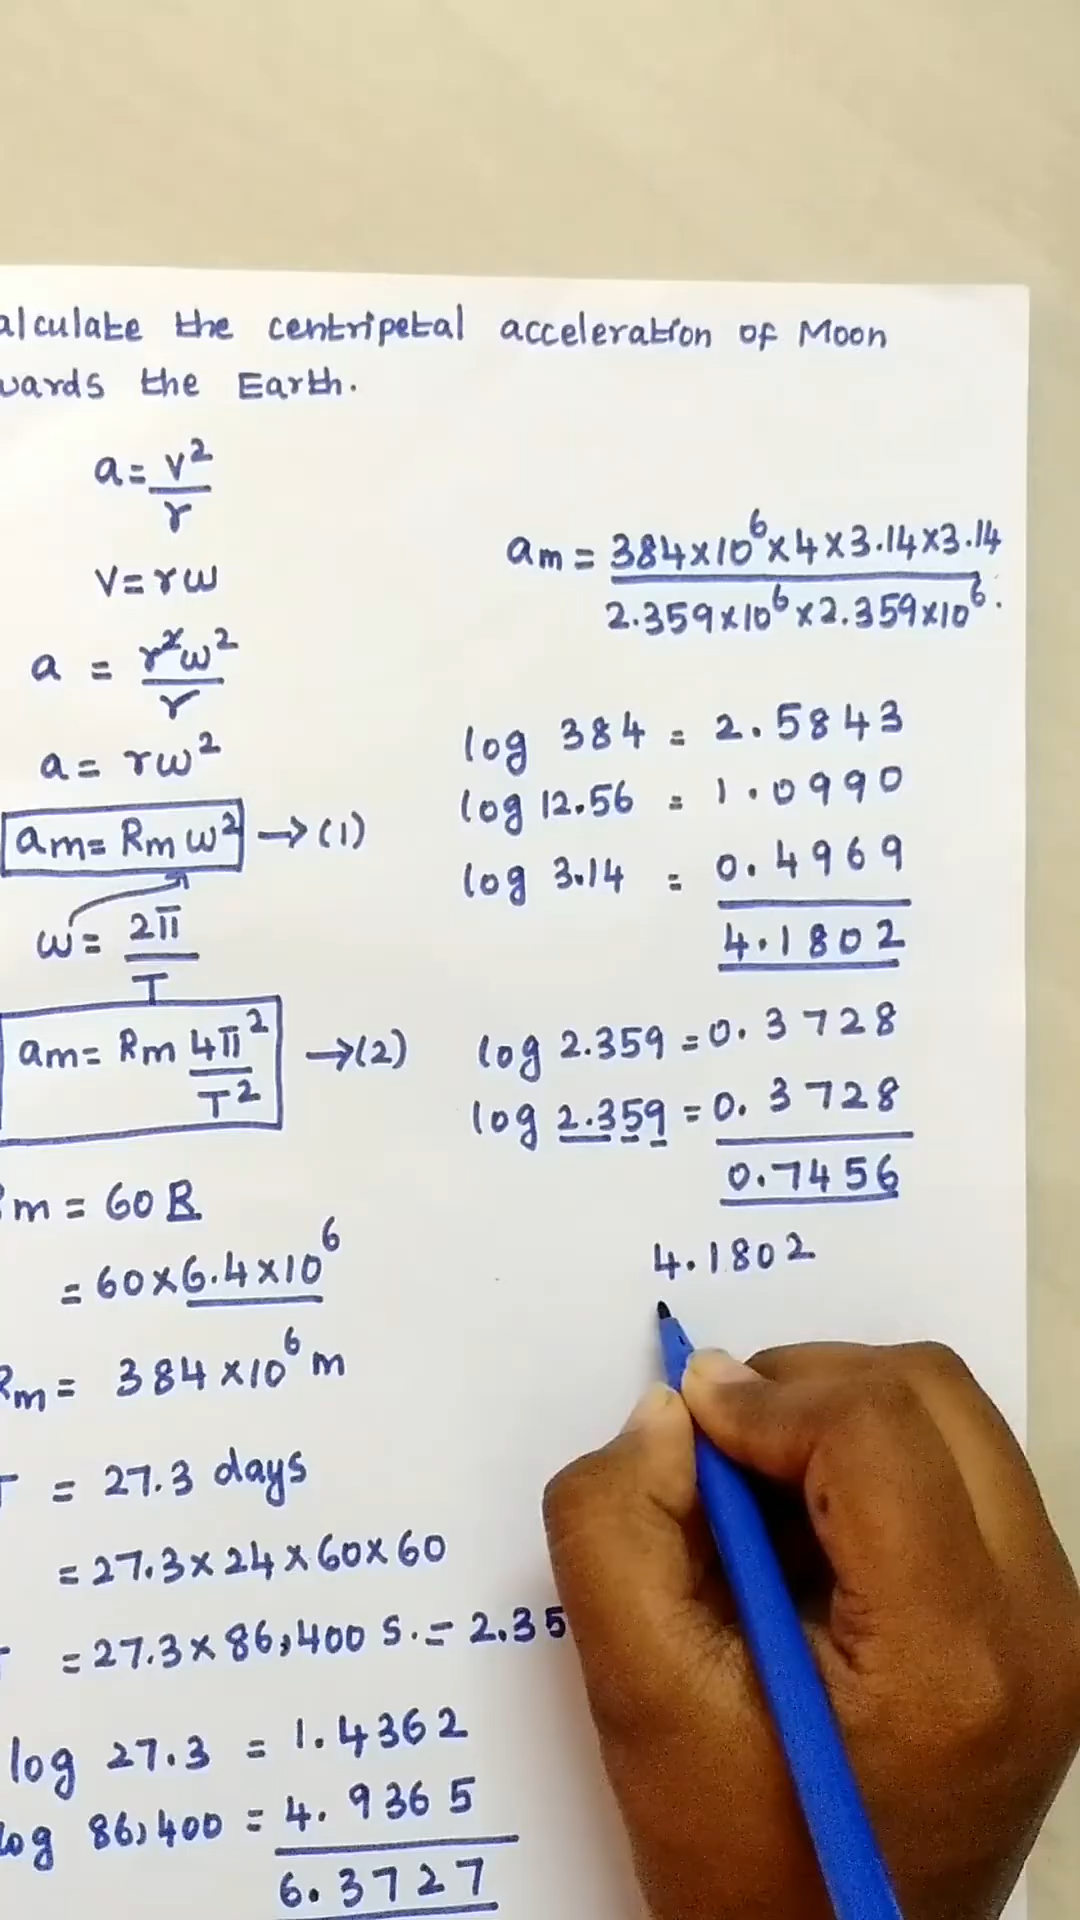 alculate the centripetal acceleration of Moon
wards the Earth.
a = v²/r
v = rω
a = r²ω²/r
a = rω²
am = Rm ω² → (1)
ω = 2π/T
am = Rm 4π²/T² → (2)
m = 60 R
= 60 × 6.4 × 10⁶
Rm = 384 × 10⁶ m
= 27.3 days
= 27.3 × 24 × 60 × 60
= 27.3 × 86,400 s. = 2.35
log 27.3 = 1.4362
log 86,400 = 4.9365
6.3727
am = 384×10⁶×4×3.14×3.14 / 2.359×10⁶×2.359×10⁶.
log 384 = 2.5843
log 12.56 = 1.0990
log 3.14 = 0.4969
4.1802
log 2.359 = 0.3728
log 2.359 = 0.3728
0.7456
4.1802